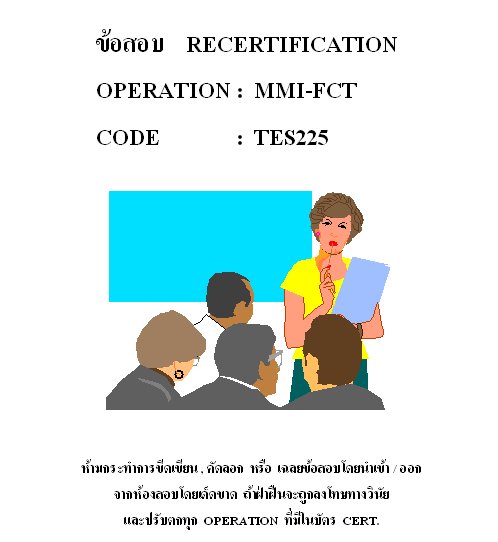 ข้อสอบ RECERTIFICATION
OPERATION : MMI-FCT
CODE : TES225
ห้ามกระทำการขีดเขียน , คัดลอก หรือ เฉลยข้อสอบโดยนำเข้า / ออก
จากห้องสอบโดยเด็ดขาด ถ้าฝ่าฝืนจะถูกลงโทษทางวินัย
และปรับตกทุก OPERATION ที่มีในบัตร CERT.